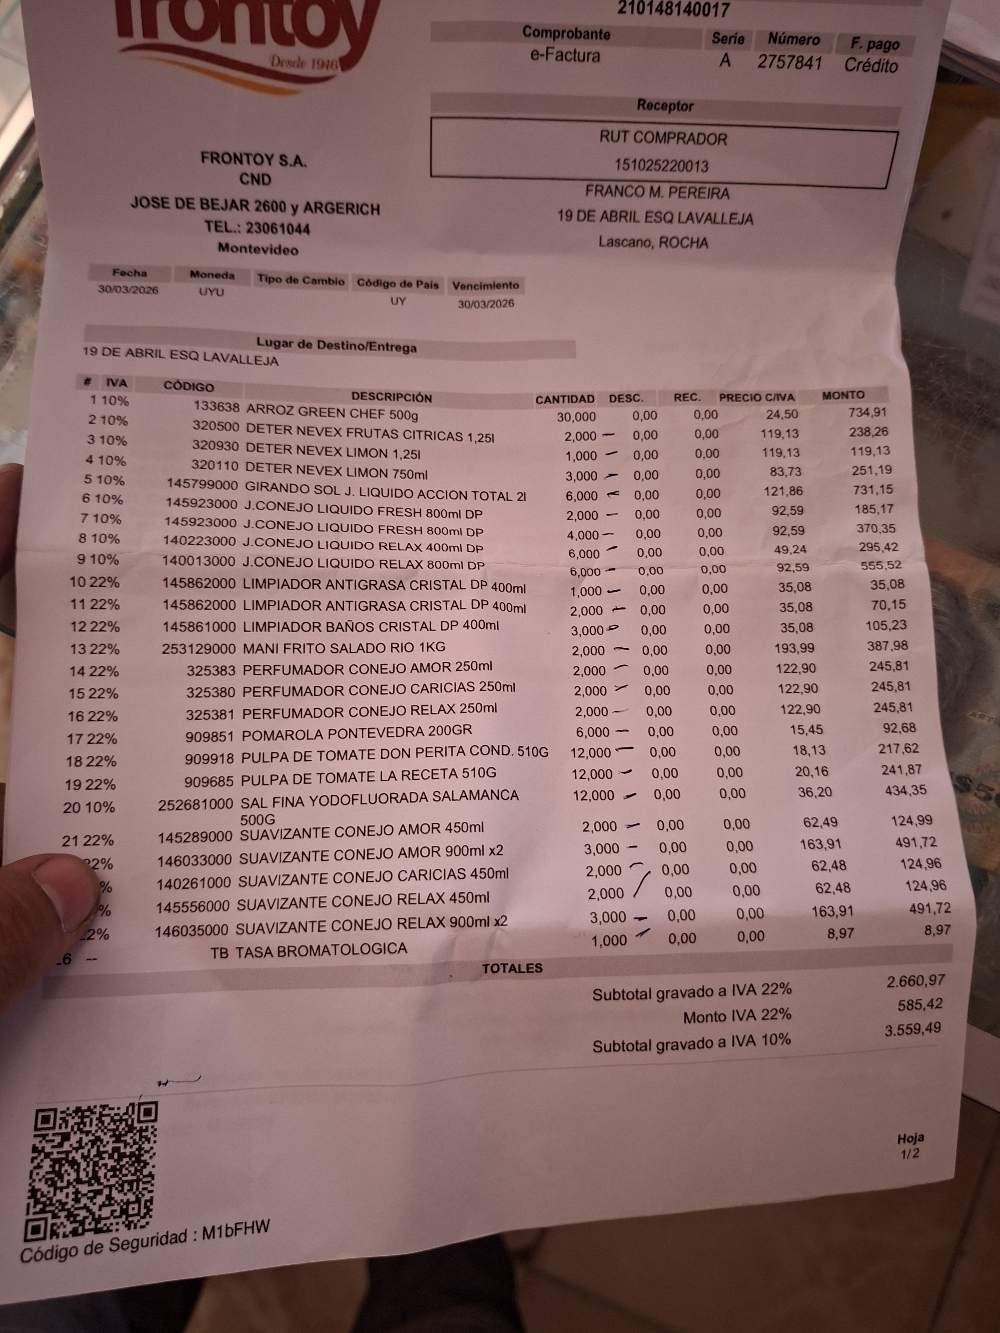 frontoy
Desde 1946
210148140017
Comprobante Serie Número F. pago
e-Factura A 2757841 Crédito
Receptor
RUT COMPRADOR
151025220013
FRANCO M. PEREIRA
19 DE ABRIL ESQ LAVALLEJA
Lascano, ROCHA
FRONTOY S.A.
CND
JOSE DE BEJAR 2600 y ARGERICH
TEL.: 23061044
Montevideo
Fecha Moneda Tipo de Cambio Código de País Vencimiento
30/03/2026 UYU UY 30/03/2026
Lugar de Destino/Entrega
19 DE ABRIL ESQ LAVALLEJA
# IVA CÓDIGO DESCRIPCIÓN CANTIDAD DESC. REC. PRECIO C/IVA MONTO
1 10% 133638 ARROZ GREEN CHEF 500g 30,000 0,00 0,00 24,50 734,91
2 10% 320500 DETER NEVEX FRUTAS CITRICAS 1,25l 2,000 0,00 0,00 119,13 238,26
3 10% 320930 DETER NEVEX LIMON 1,25l 1,000 0,00 0,00 119,13 119,13
4 10% 320110 DETER NEVEX LIMON 750ml 3,000 0,00 0,00 83,73 251,19
5 10% 145799000 GIRANDO SOL J. LIQUIDO ACCION TOTAL 2l 6,000 0,00 0,00 121,86 731,15
6 10% 145923000 J.CONEJO LIQUIDO FRESH 800ml DP 2,000 0,00 0,00 92,59 185,17
7 10% 145923000 J.CONEJO LIQUIDO FRESH 800ml DP 4,000 0,00 0,00 92,59 370,35
8 10% 140223000 J.CONEJO LIQUIDO RELAX 400ml DP 6,000 0,00 0,00 49,24 295,42
9 10% 140013000 J.CONEJO LIQUIDO RELAX 800ml DP 6,000 0,00 0,00 92,59 555,52
10 22% 145862000 LIMPIADOR ANTIGRASA CRISTAL DP 400ml 1,000 0,00 0,00 35,08 35,08
11 22% 145862000 LIMPIADOR ANTIGRASA CRISTAL DP 400ml 2,000 0,00 0,00 35,08 70,15
12 22% 145861000 LIMPIADOR BAÑOS CRISTAL DP 400ml 3,000 0,00 0,00 35,08 105,23
13 22% 253129000 MANI FRITO SALADO RIO 1KG 2,000 0,00 0,00 193,99 387,98
14 22% 325383 PERFUMADOR CONEJO AMOR 250ml 2,000 0,00 0,00 122,90 245,81
15 22% 325380 PERFUMADOR CONEJO CARICIAS 250ml 2,000 0,00 0,00 122,90 245,81
16 22% 325381 PERFUMADOR CONEJO RELAX 250ml 2,000 0,00 0,00 122,90 245,81
17 22% 909851 POMAROLA PONTEVEDRA 200GR 6,000 0,00 0,00 15,45 92,68
18 22% 909918 PULPA DE TOMATE DON PERITA COND. 510G 12,000 0,00 0,00 18,13 217,62
19 22% 909685 PULPA DE TOMATE LA RECETA 510G 12,000 0,00 0,00 20,16 241,87
20 10% 252681000 SAL FINA YODOFLUORADA SALAMANCA 12,000 0,00 0,00 36,20 434,35
500G
21 22% 145289000 SUAVIZANTE CONEJO AMOR 450ml 2,000 0,00 0,00 62,49 124,99
22% 146033000 SUAVIZANTE CONEJO AMOR 900ml x2 3,000 0,00 0,00 163,91 491,72
% 140261000 SUAVIZANTE CONEJO CARICIAS 450ml 2,000 0,00 0,00 62,48 124,96
% 145556000 SUAVIZANTE CONEJO RELAX 450ml 2,000 0,00 0,00 62,48 124,96
2% 146035000 SUAVIZANTE CONEJO RELAX 900ml x2 3,000 0,00 0,00 163,91 491,72
6 -- TB TASA BROMATOLOGICA 1,000 0,00 0,00 8,97 8,97
TOTALES
Subtotal gravado a IVA 22% 2.660,97
Monto IVA 22% 585,42
Subtotal gravado a IVA 10% 3.559,49
Hoja
1/2
Código de Seguridad : M1bFHW